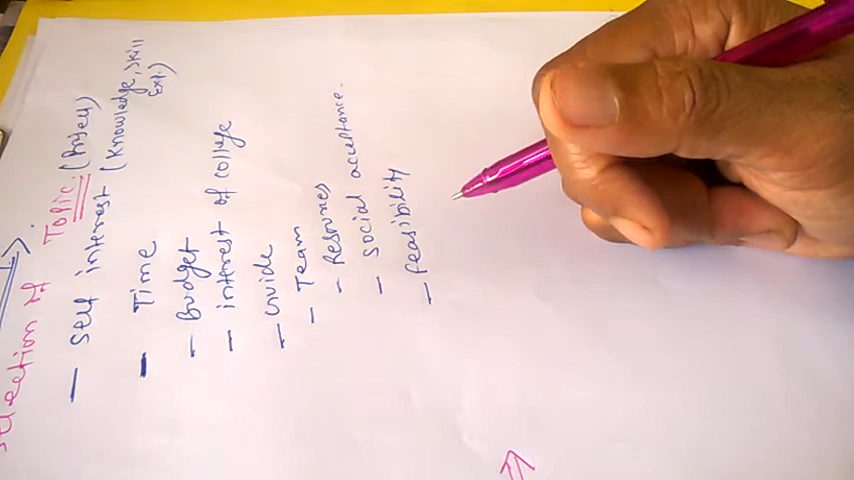 selection of Topic. (Project)
- Self interest (Knowledge, skill
Exp.)
- Time
- Budget
- interest of college
- Guide
- Team
- Resources
- Social acceptance.
- feasibility